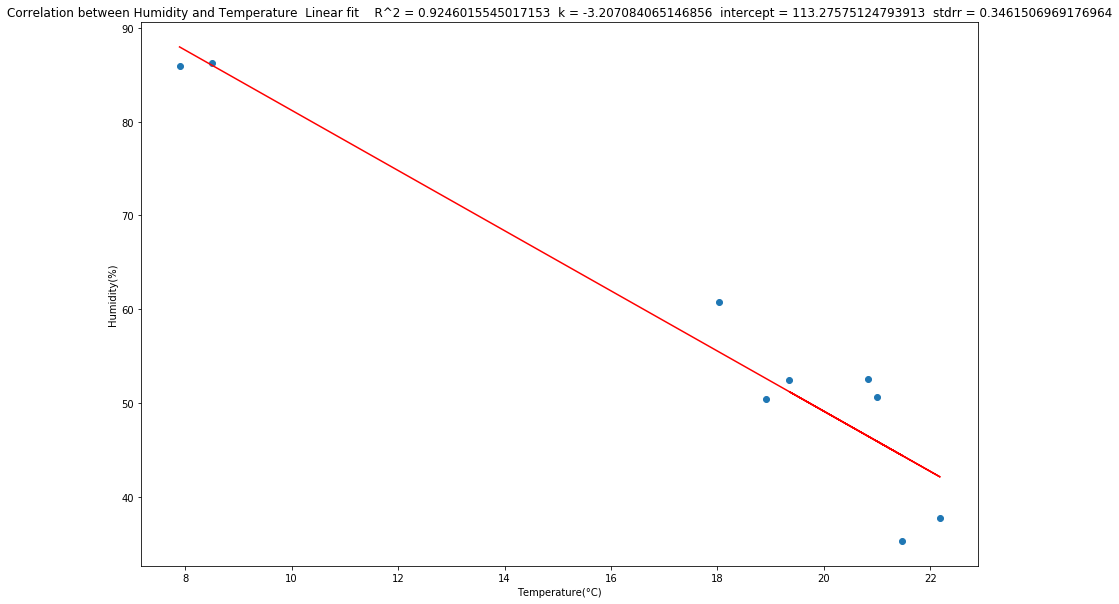 Correlation between Humidity and Temperature  Linear fit    R^2 = 0.9246015545017153  k = -3.207084065146856  intercept = 113.27575124793913  stdrr = 0.3461506969176964
90
80
70
60
50
40
Humidity(%)
8 10 12 14 16 18 20 22
Temperature(°C)